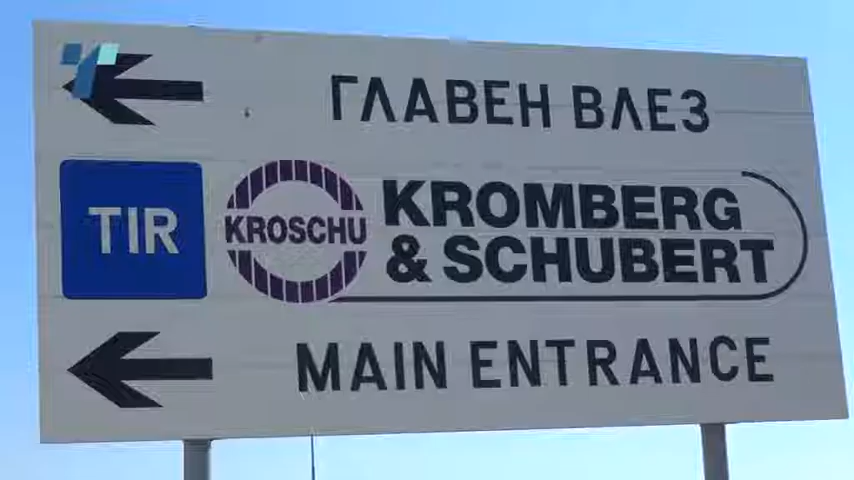 ГЛАВЕН ВЛЕЗ
TIR
KROSCHU
KROMBERG
& SCHUBERT
MAIN ENTRANCE